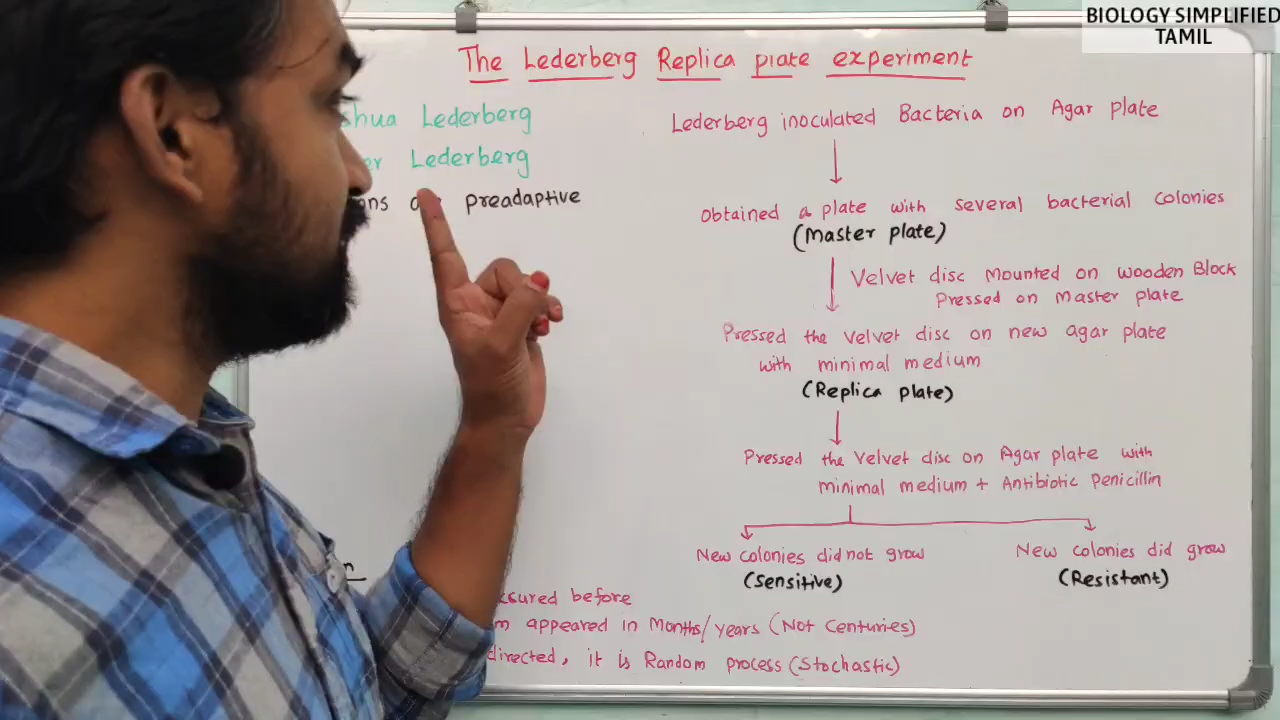 BIOLOGY SIMPLIFIED
TAMIL
The Lederberg Replica plate experiment
shua Lederberg
er Lederberg
ns a preadaptive
Lederberg inoculated Bacteria on Agar plate
Obtained a plate with several bacterial colonies
(Master plate)
Velvet disc Mounted on Wooden Block
Pressed on Master plate
Pressed the Velvet disc on new agar plate
with minimal medium
(Replica plate)
Pressed the Velvet disc on Agar plate with
minimal medium + Antibiotic Penicillin
New colonies did not grow
(Sensitive)
New colonies did grow
(Resistant)
n
before
m appeared in Months/years (Not Centuries)
directed, it is Random process (Stochastic)